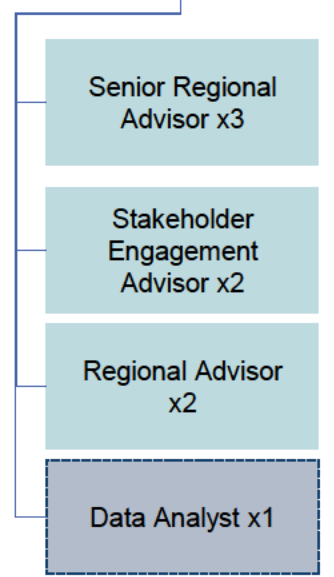 Senior Regional
Advisor x3
Stakeholder
Engagement
Advisor x2
Regional Advisor
x2
Data Analyst x1